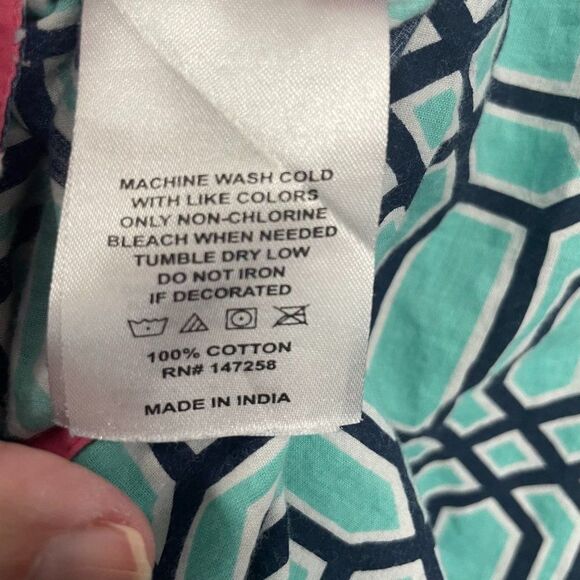 MACHINE WASH COLD
WITH LIKE COLORS
ONLY NON-CHLORINE
BLEACH WHEN NEEDED
TUMBLE DRY LOW
DO NOT IRON
IF DECORATED
100% COTTON
RN# 147258
MADE IN INDIA